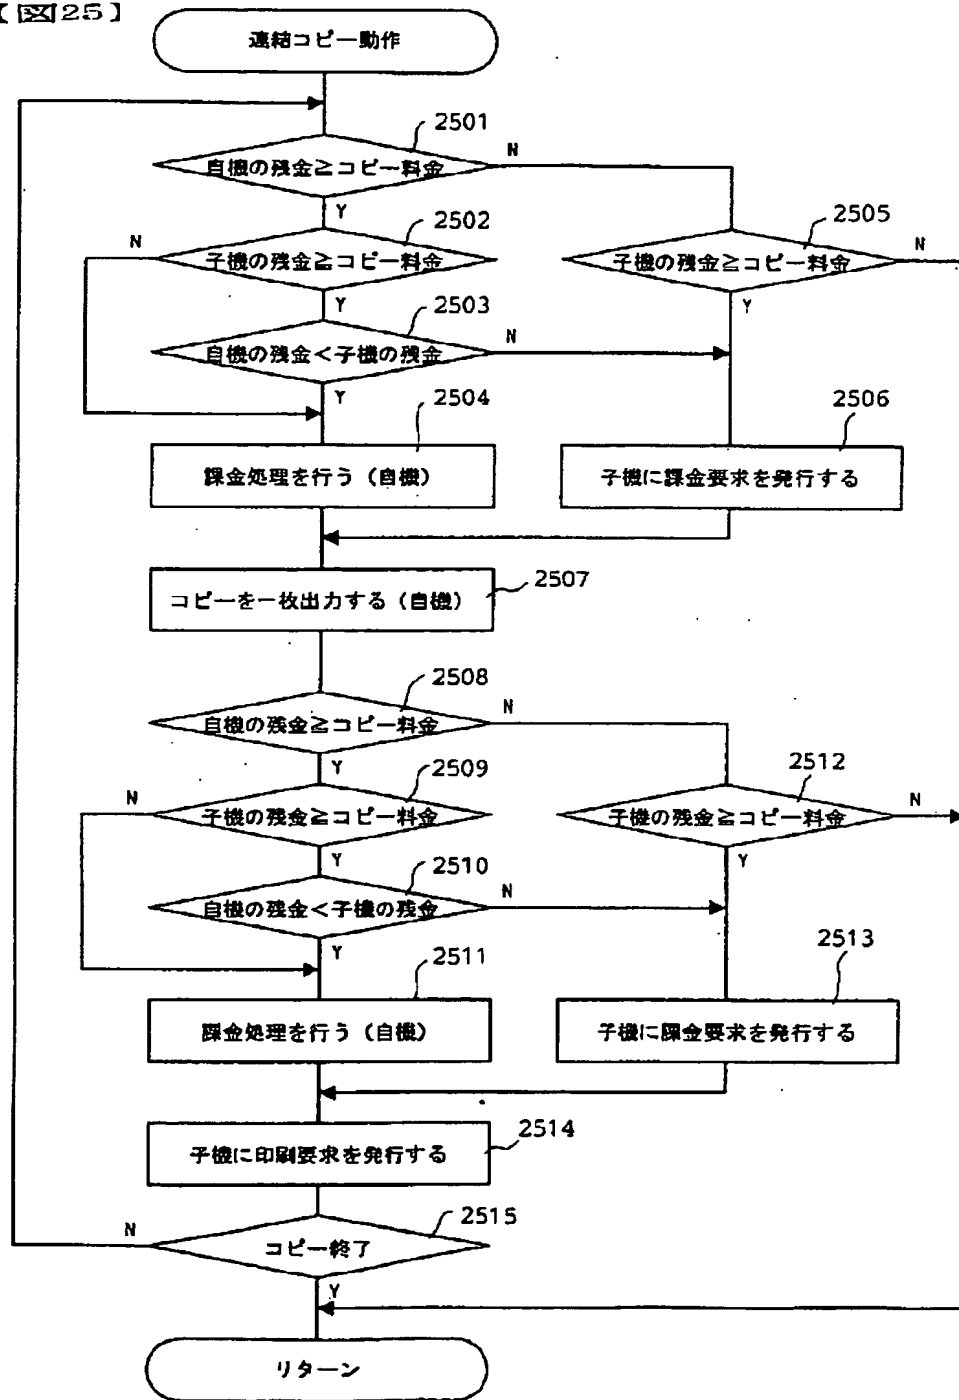 【図25】
連結コピー動作
2501
自機の残金≧コピー料金
N
Y
2502
子機の残金≧コピー料金
N
Y
2505
子機の残金≧コピー料金
N
Y
2503
自機の残金<子機の残金
N
Y
2504
課金処理を行う(自機)
2506
子機に課金要求を発行する
2507
コピーを一枚出力する(自機)
2508
自機の残金≧コピー料金
N
Y
2509
子機の残金≧コピー料金
N
Y
2512
子機の残金≧コピー料金
N
Y
2510
自機の残金<子機の残金
N
Y
2511
課金処理を行う(自機)
2513
子機に課金要求を発行する
2514
子機に印刷要求を発行する
2515
コピー終了
N
Y
リターン